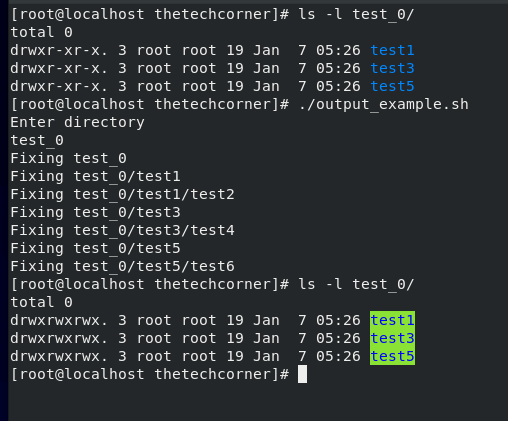 [root@localhost thetechcorner]# ls -l test_0/
total 0
drwxr-xr-x. 3 root root 19 Jan  7 05:26 test1
drwxr-xr-x. 3 root root 19 Jan  7 05:26 test3
drwxr-xr-x. 3 root root 19 Jan  7 05:26 test5
[root@localhost thetechcorner]# ./output_example.sh
Enter directory
test_0
Fixing test_0
Fixing test_0/test1
Fixing test_0/test1/test2
Fixing test_0/test3
Fixing test_0/test3/test4
Fixing test_0/test5
Fixing test_0/test5/test6
[root@localhost thetechcorner]# ls -l test_0/
total 0
drwxrwxrwx. 3 root root 19 Jan  7 05:26 test1
drwxrwxrwx. 3 root root 19 Jan  7 05:26 test3
drwxrwxrwx. 3 root root 19 Jan  7 05:26 test5
[root@localhost thetechcorner]#